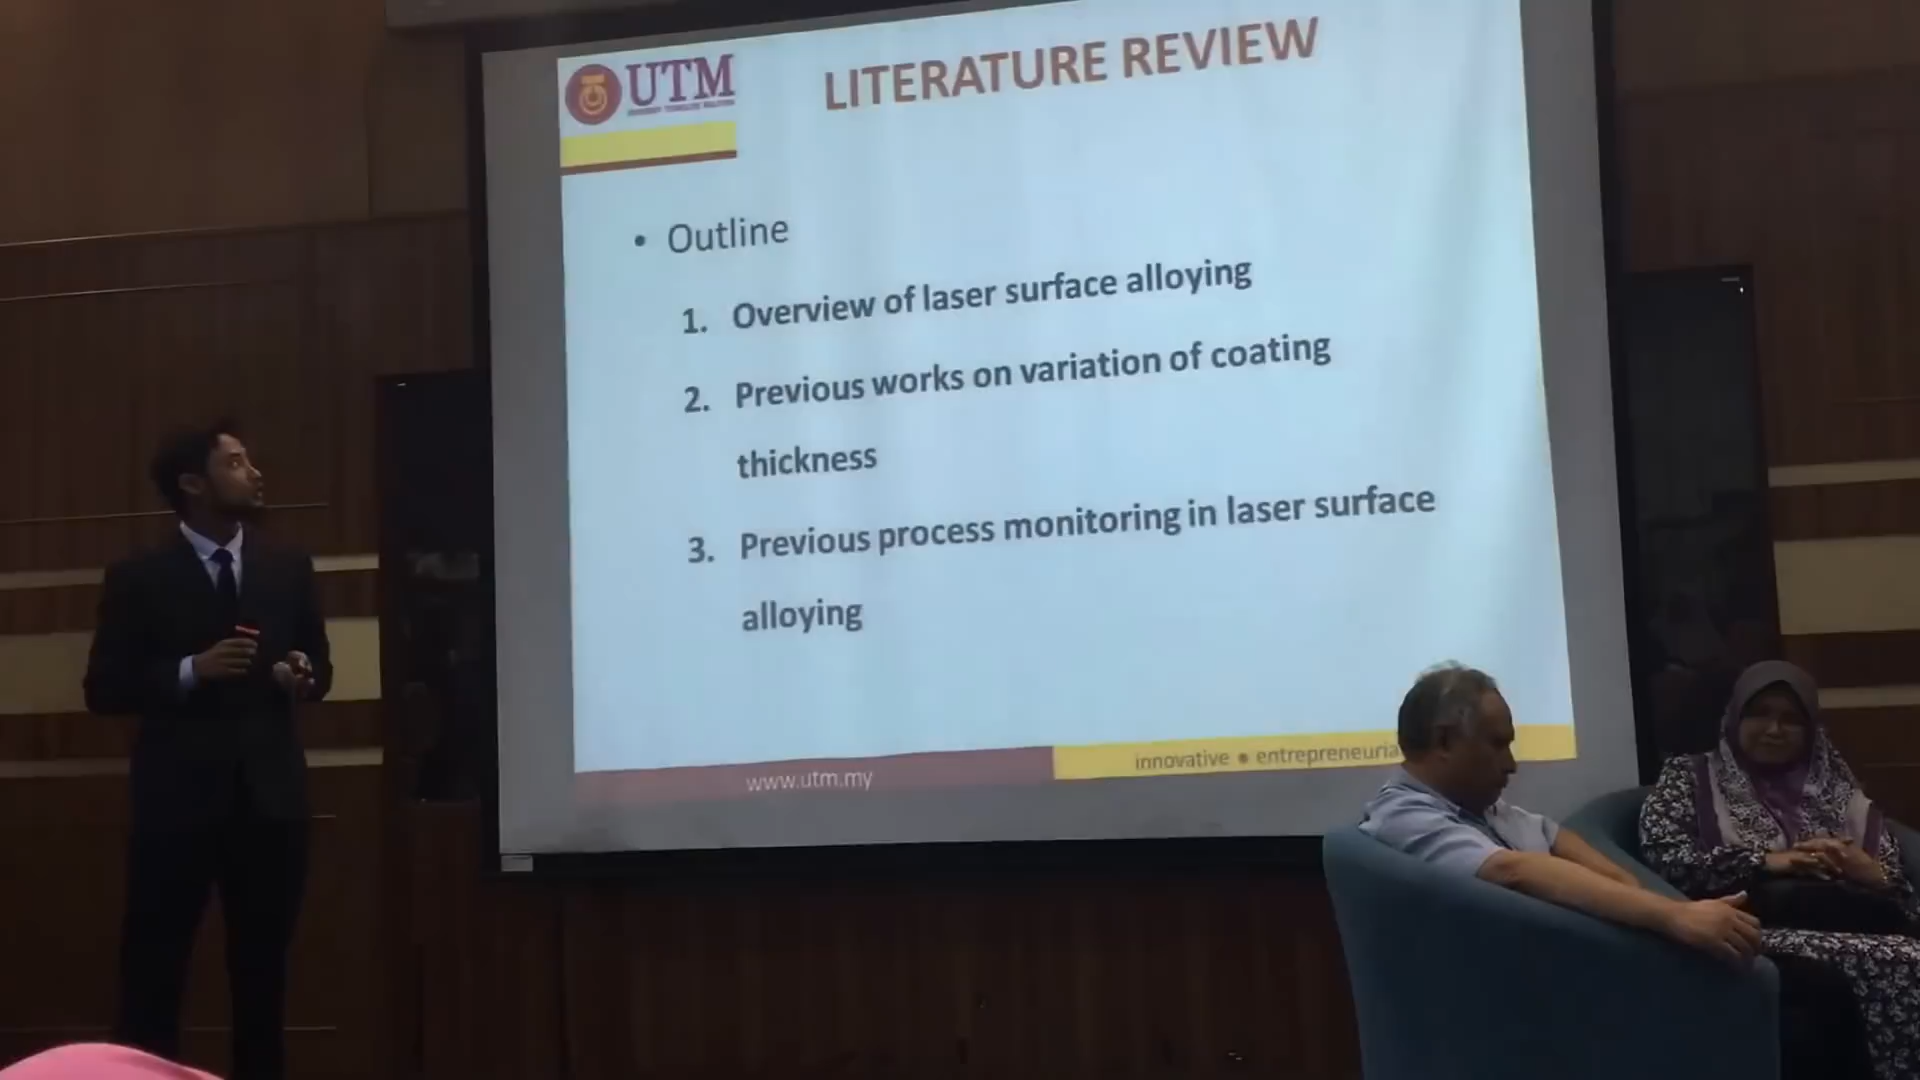 UTM
LITERATURE REVIEW
• Outline
1. Overview of laser surface alloying
2. Previous works on variation of coating
thickness
3. Previous process monitoring in laser surface
alloying
www.utm.my
innovative ● entrepreneuria